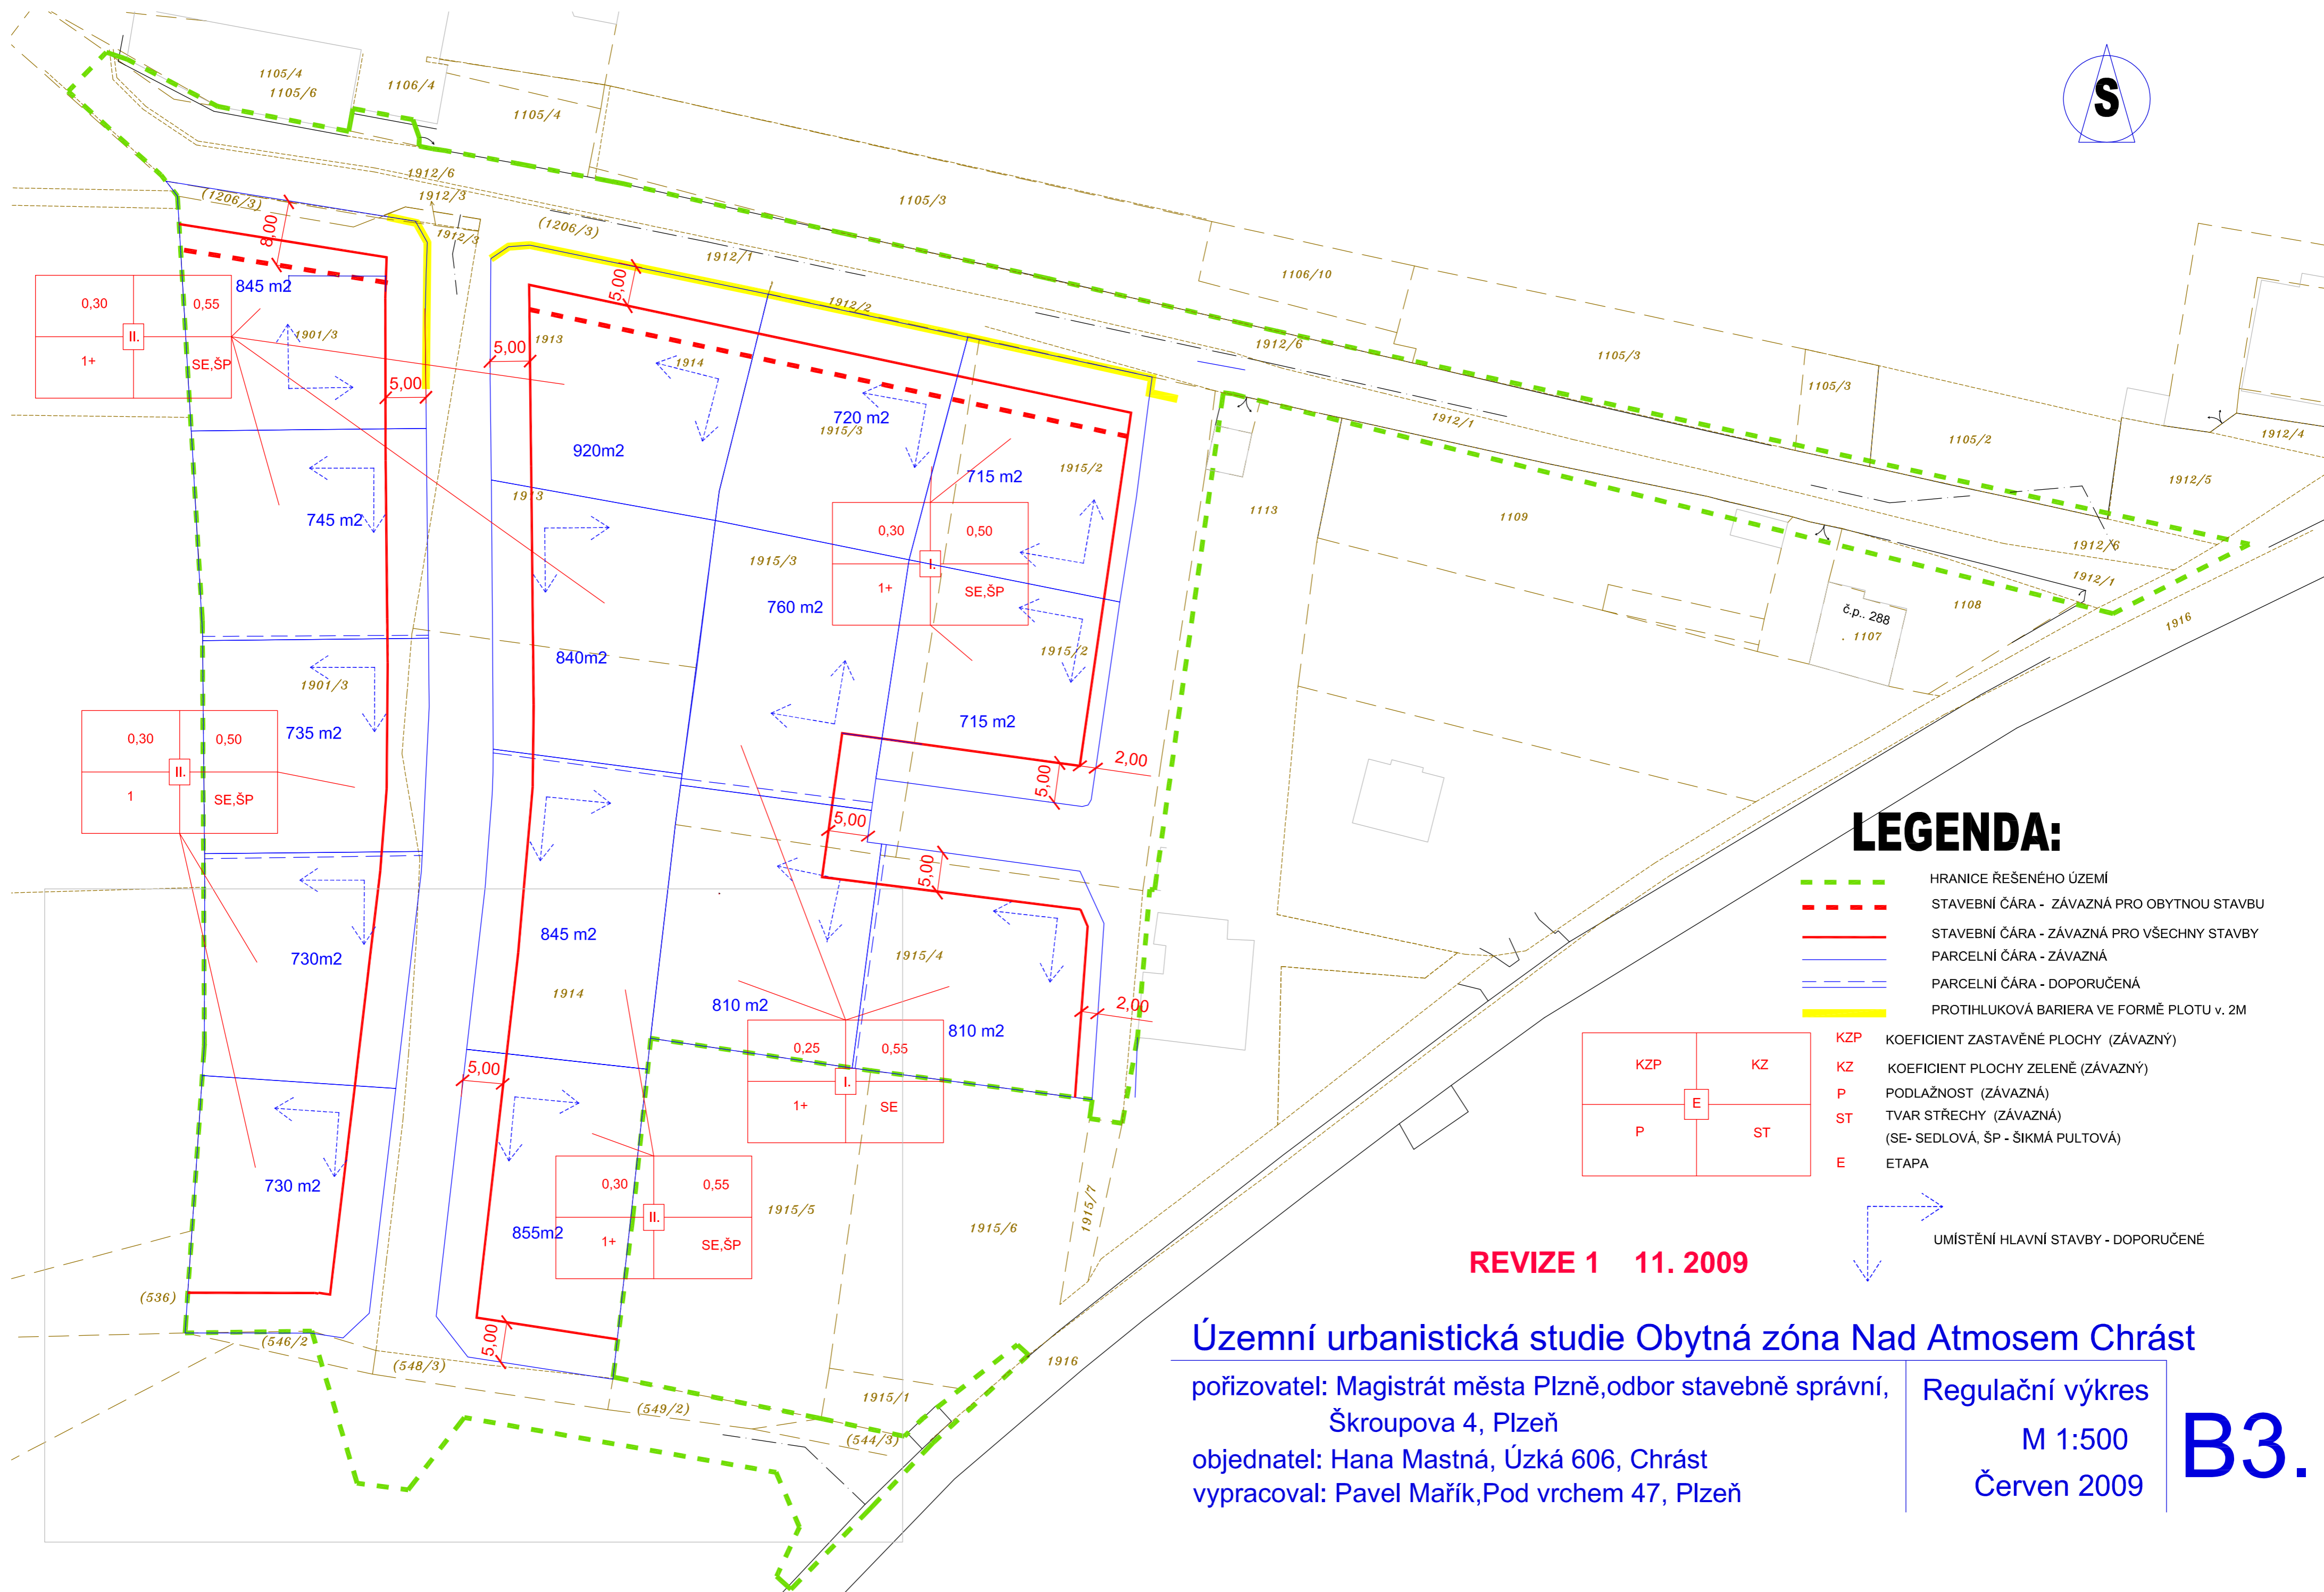 1105/4
1105/6
1106/4
1105/4
S
1912/6
1912/3
(1206/3)
1105/3
(1206/3)
1912/3
8,00
1912/1
1106/10
5,00
845 m2
0,30
0,55
II.
1+
SE,ŠP
1901/3
1912/2
1913
5,00
1914
5,00
1912/6
1105/3
1105/3
720 m2
1915/3
1912/1
1105/2
1912/4
920m2
1915/2
715 m2
1912/5
1913
745 m2
1113
1109
0,30
0,50
I.
1+
SE,ŠP
1912/6
1915/3
760 m2
1912/1
1108
č.p.. 288
. 1107
1916
840m2
1915/2
1901/3
715 m2
735 m2
0,30
0,50
II.
1
SE,ŠP
2,00
5,00
5,00
5,00
845 m2
730m2
1915/4
1914
810 m2
2,00
810 m2
0,25
0,55
I.
1+
SE
5,00
730 m2
0,30
0,55
II.
1+
SE,ŠP
855m2
1915/5
1915/6
1915/7
(536)
5,00
(546/2
(548/3)
(549/2)
1915/1
(544/3)
1916
LEGENDA:
HRANICE ŘEŠENÉHO ÚZEMÍ
STAVEBNÍ ČÁRA - ZÁVAZNÁ PRO OBYTNOU STAVBU
STAVEBNÍ ČÁRA - ZÁVAZNÁ PRO VŠECHNY STAVBY
PARCELNÍ ČÁRA - ZÁVAZNÁ
PARCELNÍ ČÁRA - DOPORUČENÁ
PROTIHLUKOVÁ BARIERA VE FORMĚ PLOTU v. 2M
KZP
KZ
E
P
ST
KZP KOEFICIENT ZASTAVĚNÉ PLOCHY (ZÁVAZNÝ)
KZ KOEFICIENT PLOCHY ZELENĚ (ZÁVAZNÝ)
P PODLAŽNOST (ZÁVAZNÁ)
ST TVAR STŘECHY (ZÁVAZNÁ)
(SE- SEDLOVÁ, ŠP - ŠIKMÁ PULTOVÁ)
E ETAPA
UMÍSTĚNÍ HLAVNÍ STAVBY - DOPORUČENÉ
REVIZE 1 11. 2009
Územní urbanistická studie Obytná zóna Nad Atmosem Chrást
pořizovatel: Magistrát města Plzně,odbor stavebně správní,
Škroupova 4, Plzeň
objednatel: Hana Mastná, Úzká 606, Chrást
vypracoval: Pavel Mařík,Pod vrchem 47, Plzeň
Regulační výkres
M 1:500
Červen 2009
B3.